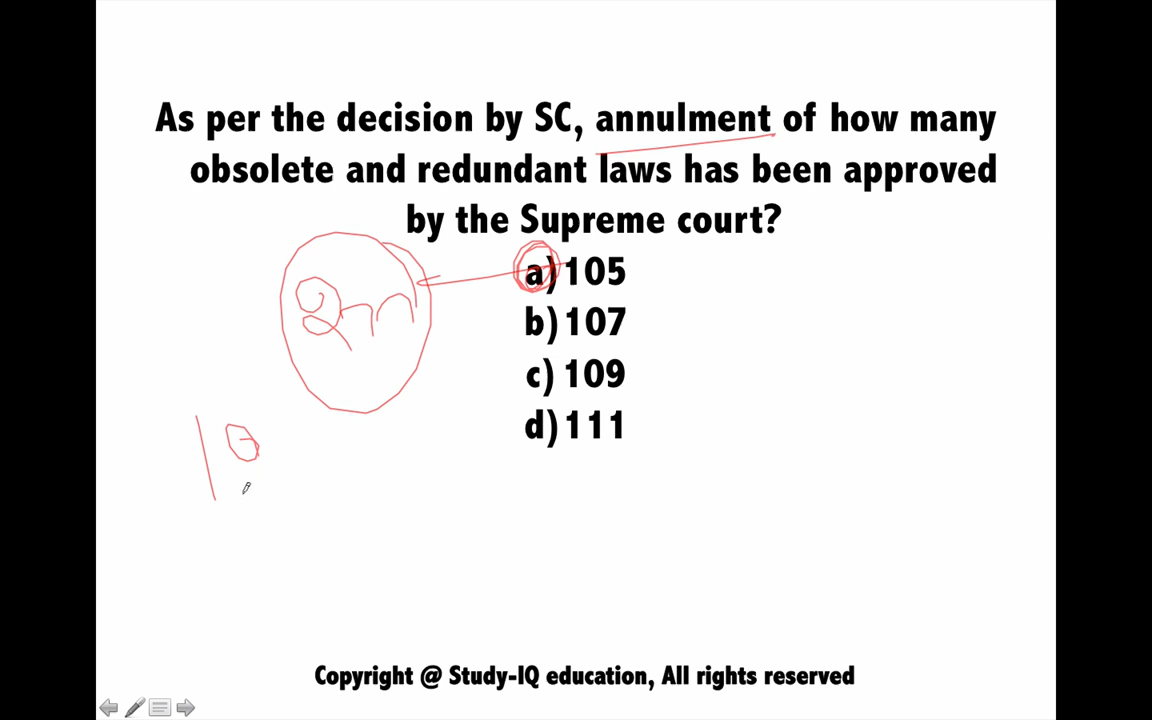 As per the decision by SC, annulment of how many
obsolete and redundant laws has been approved
by the Supreme court?
a) 105
b) 107
c) 109
d) 111
10
Copyright @ Study-IQ education, All rights reserved